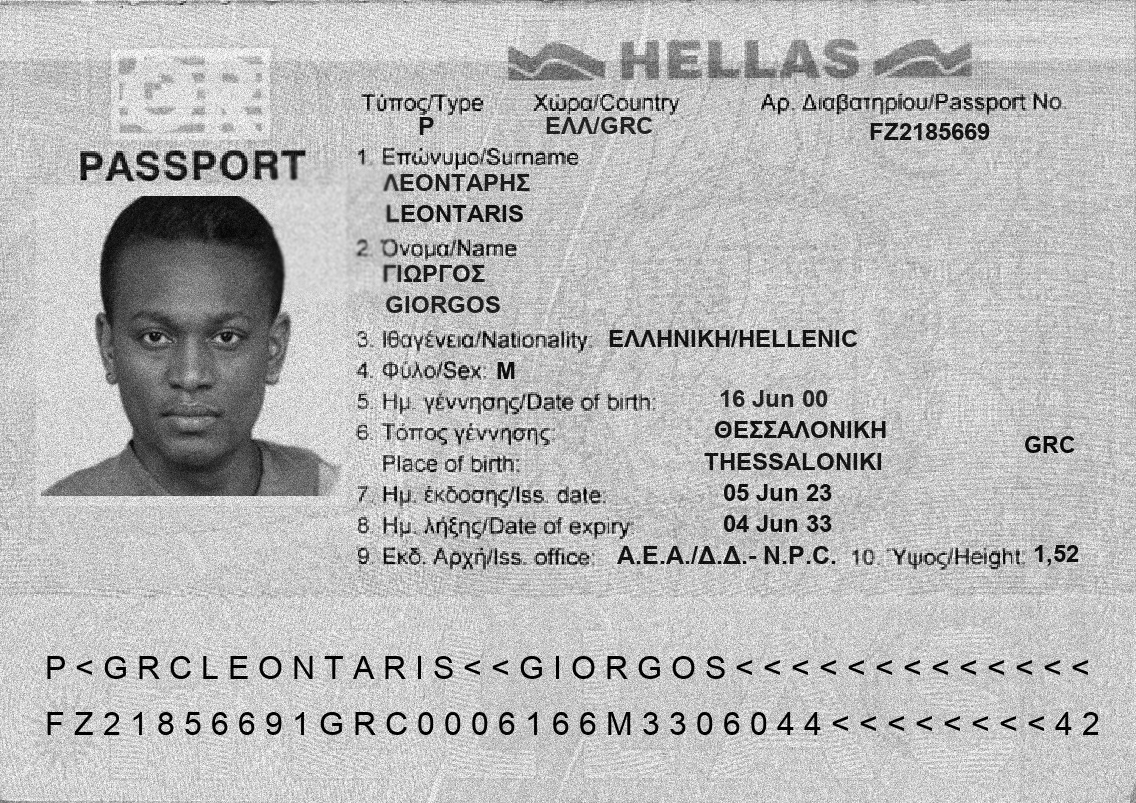 HELLAS
Τύπος/Type Χώρα/Country Αρ. Διαβατηρίου/Passport No.
P ΕΛΛ/GRC FZ2185669
PASSPORT
1. Επώνυμο/Surname
ΛΕΟΝΤΑΡΗΣ
LEONTARIS
2. Όνομα/Name
ΓΙΩΡΓΟΣ
GIORGOS
3. Ιθαγένεια/Nationality: ΕΛΛΗΝΙΚΗ/HELLENIC
4. Φύλο/Sex: M
5. Ημ. γέννησης/Date of birth: 16 Jun 00
6. Τόπος γέννησης: ΘΕΣΣΑΛΟΝΙΚΗ
Place of birth: THESSALONIKI GRC
7. Ημ. έκδοσης/Iss. date: 05 Jun 23
8. Ημ. λήξης/Date of expiry: 04 Jun 33
9. Εκδ. Αρχή/Iss. office: Α.Ε.Α./Δ.Δ.- N.P.C. 10. Ύψος/Height: 1,52
P<GRCLEONTARIS<<GIORGOS<<<<<<<<<<<<<
FZ21856691GRC0006166M3306044<<<<<<<<42